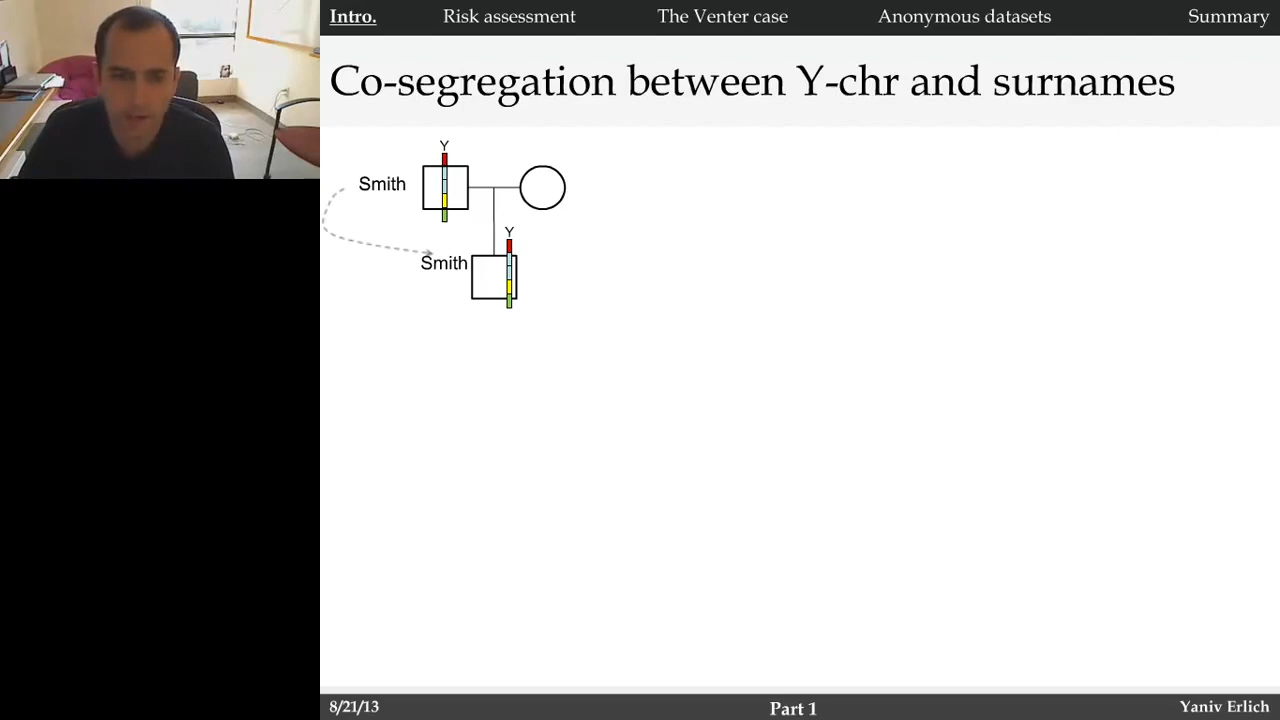 Intro. Risk assessment The Venter case Anonymous datasets Summary
Co-segregation between Y-chr and surnames
Y
Smith
Y
Smith
8/21/13 Part 1 Yaniv Erlich